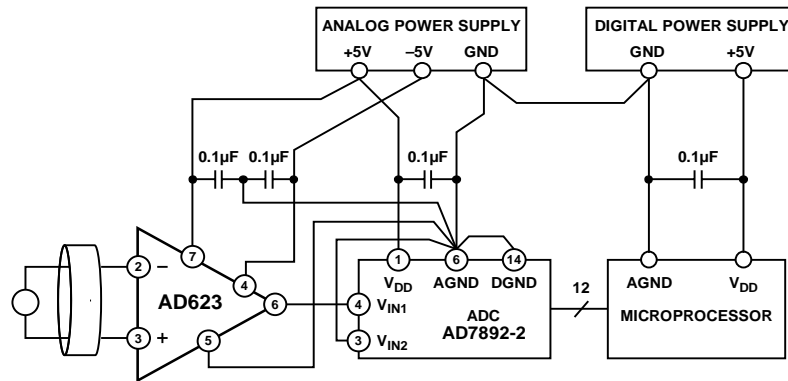 ANALOG POWER SUPPLY
+5V –5V GND
DIGITAL POWER SUPPLY
GND +5V
0.1µF 0.1µF 0.1µF 0.1µF
7
4
2 –
AD623
6
3 +
5
1 6 14
V_DD AGND DGND
4 V_IN1
ADC
AD7892-2
3 V_IN2
12
AGND V_DD
MICROPROCESSOR